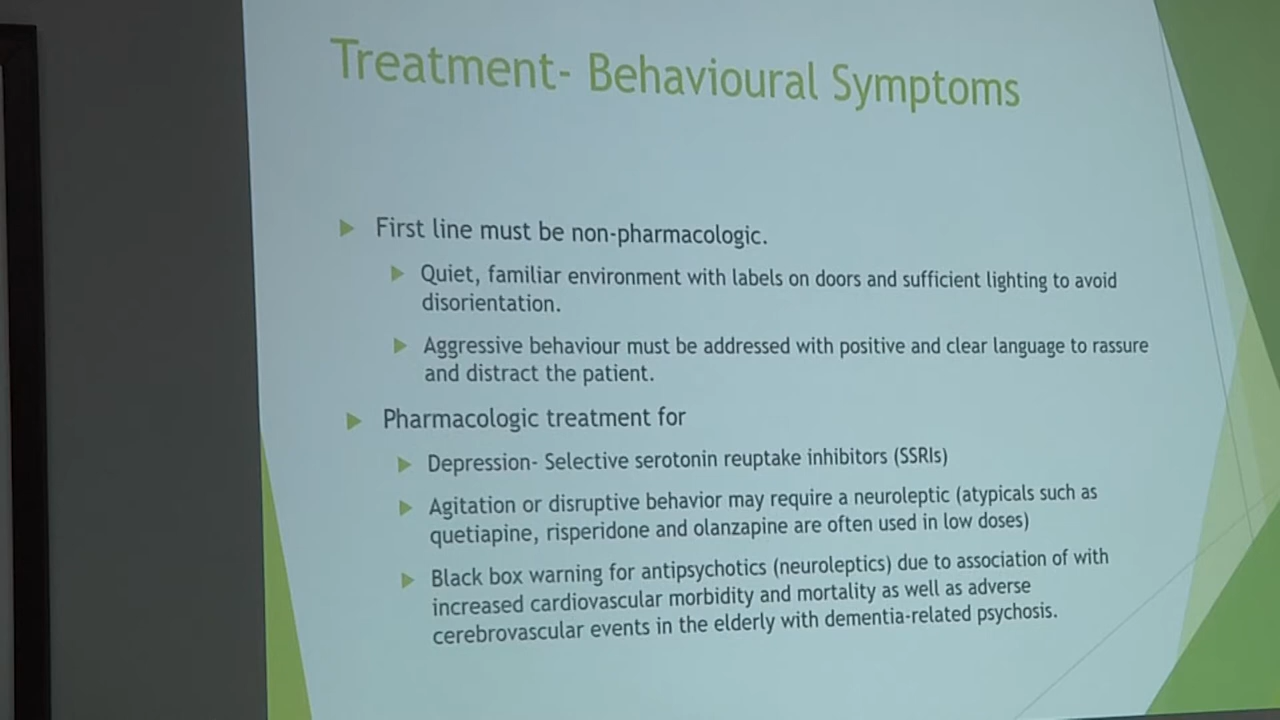 Treatment- Behavioural Symptoms
First line must be non-pharmacologic.
Quiet, familiar environment with labels on doors and sufficient lighting to avoid
disorientation.
Aggressive behaviour must be addressed with positive and clear language to rassure
and distract the patient.
Pharmacologic treatment for
Depression- Selective serotonin reuptake inhibitors (SSRIs)
Agitation or disruptive behavior may require a neuroleptic (atypicals such as
quetiapine, risperidone and olanzapine are often used in low doses)
Black box warning for antipsychotics (neuroleptics) due to association of with
increased cardiovascular morbidity and mortality as well as adverse
cerebrovascular events in the elderly with dementia-related psychosis.